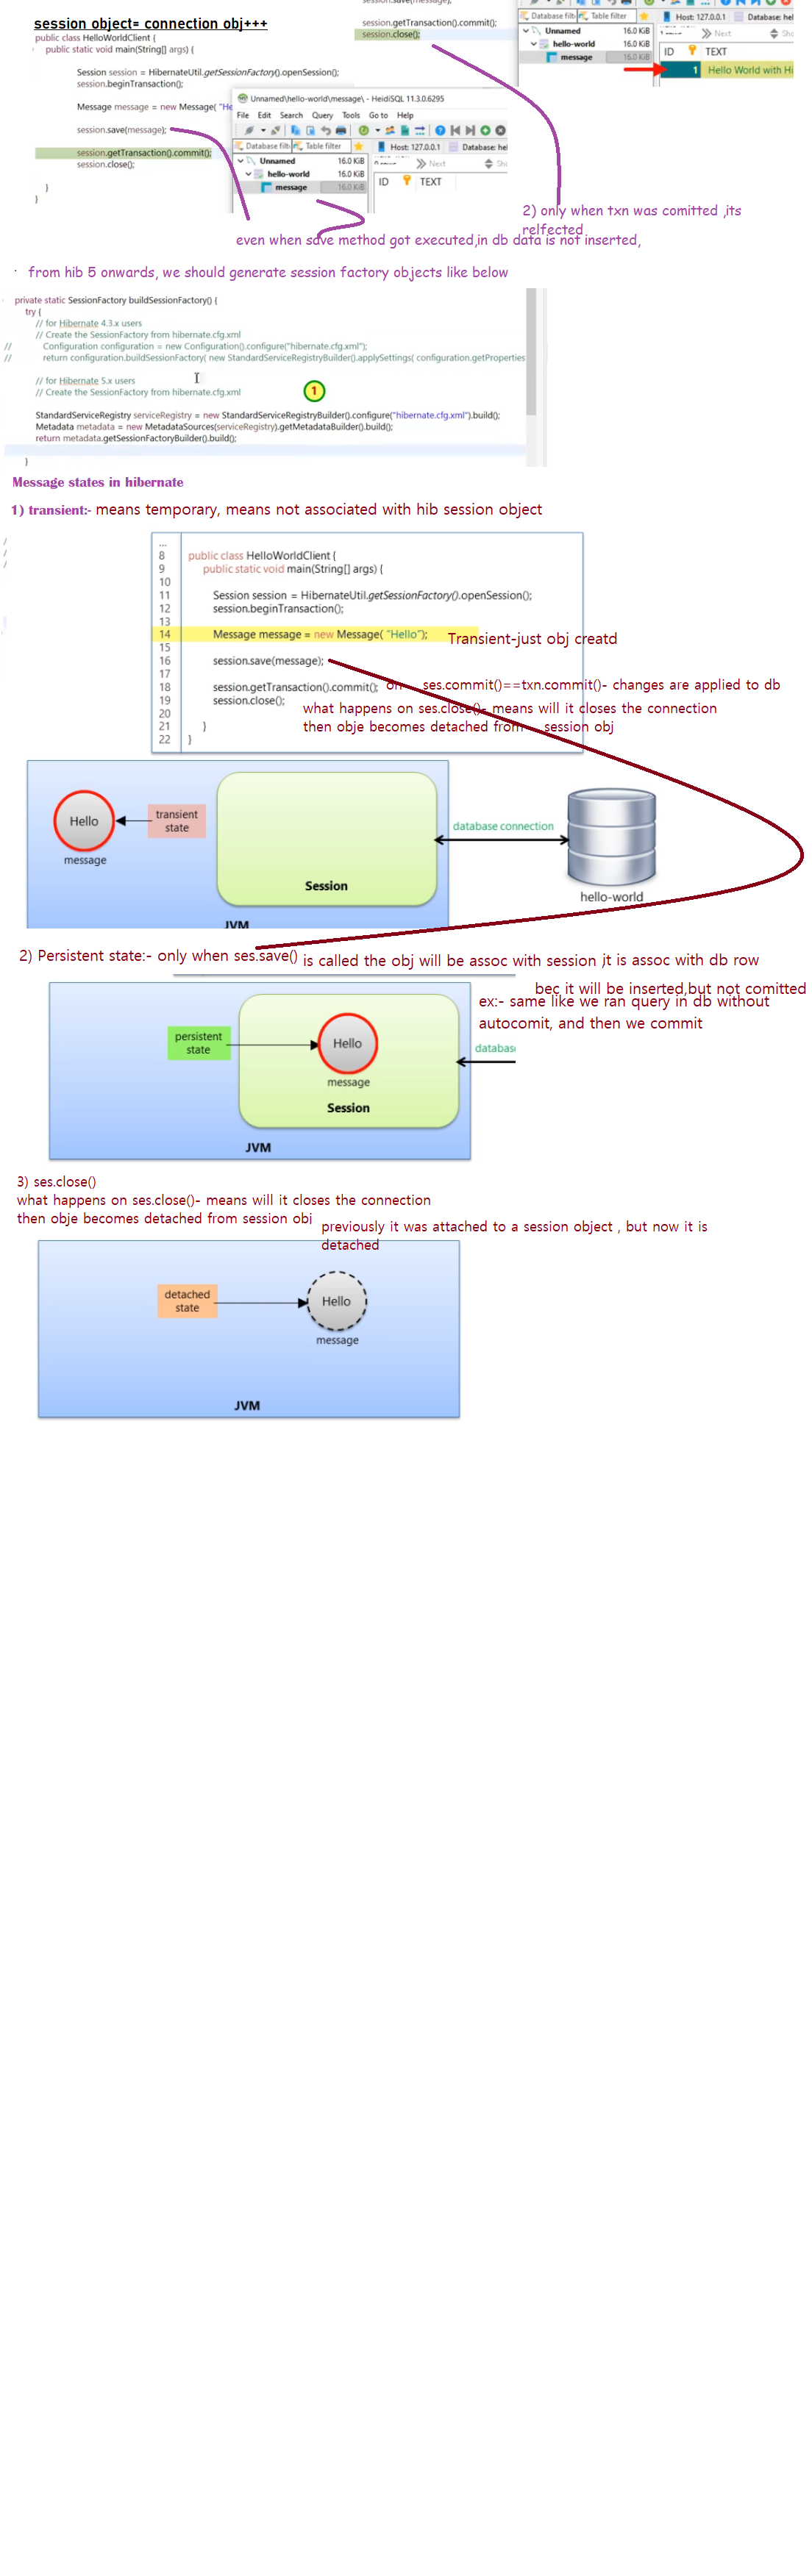 session object= connection obj+++
public class HelloWorldClient {
public static void main(String[] args) {
Session session = HibernateUtil.getSessionFactory().openSession();
session.beginTransaction();
Message message = new Message( "He
session.save(message);
session.getTransaction().commit();
session.close();
}
}
session.save(message);
session.getTransaction().commit();
session.close();
Database filt Table filter
Host: 127.0.0.1 Database: hel
Unnamed 16.0 KiB
Next
hello-world 16.0 KiB
ID TEXT
message 16.0 KiB
1 Hello World with Hi
Unnamed\hello-world\message\ - HeidiSQL 11.3.0.6295
File Edit Search Query Tools Go to Help
Database filt Table filter
Host: 127.0.0.1 Database: hel
Unnamed 16.0 KiB
Next
hello-world 16.0 KiB
ID TEXT
message 16.0 KiB
2) only when txn was comitted ,its
relfected
even when save method got executed,in db data is not inserted,
from hib 5 onwards, we should generate session factory objects like below
private static SessionFactory buildSessionFactory() {
try {
// for Hibernate 4.3.x users
// Create the SessionFactory from hibernate.cfg.xml
// Configuration configuration = new Configuration().configure("hibernate.cfg.xml");
// return configuration.buildSessionFactory( new StandardServiceRegistryBuilder().applySettings( configuration.getProperties
// for Hibernate 5.x users
// Create the SessionFactory from hibernate.cfg.xml
1
StandardServiceRegistry serviceRegistry = new StandardServiceRegistryBuilder().configure("hibernate.cfg.xml").build();
Metadata metadata = new MetadataSources(serviceRegistry).getMetadataBuilder().build();
return metadata.getSessionFactoryBuilder().build();
}
Message states in hibernate
1) transient:- means temporary, means not associated with hib session object
...
8 public class HelloWorldClient {
9 public static void main(String[] args) {
10
11 Session session = HibernateUtil.getSessionFactory().openSession();
12 session.beginTransaction();
13
14 Message message = new Message( "Hello"); Transient-just obj creatd
15
16 session.save(message);
17
18 session.getTransaction().commit; on ses.commit()==txn.commit()- changes are applied to db
19 session.close();
20 what happens on ses.close()- means will it closes the connection
21 } then obje becomes detached from session obj
22 }
Hello
transient
state
message
Session
JVM
database connection
hello-world
2) Persistent state:- only when ses.save() is called the obj will be assoc with session ,it is assoc with db row
bec it will be inserted,but not comitted
ex:- same like we ran query in db without
autocomit, and then we commit
persistent
state
Hello
message
Session
JVM
databas
3) ses.close()
what happens on ses.close()- means will it closes the connection
then obje becomes detached from session obj
previously it was attached to a session object , but now it is
detached
detached
state
Hello
message
JVM